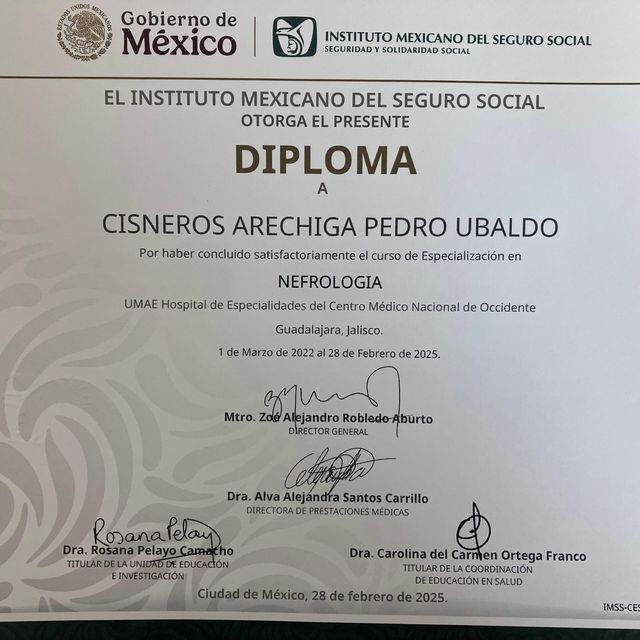 Gobierno de
México
INSTITUTO MEXICANO DEL SEGURO SOCIAL
SEGURIDAD Y SOLIDARIDAD SOCIAL
EL INSTITUTO MEXICANO DEL SEGURO SOCIAL
OTORGA EL PRESENTE
DIPLOMA
A
CISNEROS ARECHIGA PEDRO UBALDO
Por haber concluido satisfactoriamente el curso de Especialización en
NEFROLOGIA
UMAE Hospital de Especialidades del Centro Médico Nacional de Occidente
Guadalajara, Jalisco.
1 de Marzo de 2022 al 28 de Febrero de 2025.
Mtro. Zoé Alejandro Robledo Aburto
DIRECTOR GENERAL
Dra. Alva Alejandra Santos Carrillo
DIRECTORA DE PRESTACIONES MÉDICAS
Rosana Pelayo
Dra. Rosana Pelayo Camacho
TITULAR DE LA UNIDAD DE EDUCACIÓN
E INVESTIGACIÓN
Dra. Carolina del Carmen Ortega Franco
TITULAR DE LA COORDINACIÓN
DE EDUCACIÓN EN SALUD
Ciudad de México, 28 de febrero de 2025.
IMSS-CES